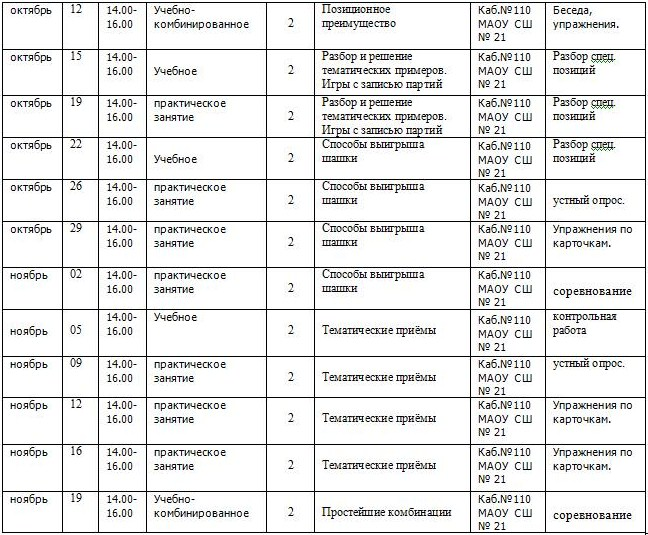 октябрь 12 14.00- Учебно- 2 Позиционное Каб.№110 Беседа,
16.00 комбинированное преимущество МАОУ СШ упражнения.
№ 21
октябрь 15 14.00- Учебное 2 Разбор и решение Каб.№110 Разбор спец.
16.00 тематических примеров. МАОУ СШ позиций
Игры с записью партий № 21
октябрь 19 14.00- практическое 2 Разбор и решение Каб.№110 Разбор спец.
16.00 занятие тематических примеров. МАОУ СШ позиций
Игры с записью партий № 21
октябрь 22 14.00- Учебное 2 Способы выигрыша Каб.№110 Разбор спец.
16.00 шашки МАОУ СШ позиций
№ 21
октябрь 26 14.00- практическое 2 Способы выигрыша Каб.№110 устный опрос.
16.00 занятие шашки МАОУ СШ
№ 21
октябрь 29 14.00- практическое 2 Способы выигрыша Каб.№110 Упражнения по
16.00 занятие шашки МАОУ СШ карточкам.
№ 21
ноябрь 02 14.00- практическое 2 Способы выигрыша Каб.№110 соревнование
16.00 занятие шашки МАОУ СШ
№ 21
ноябрь 05 14.00- Учебное 2 Тематические приёмы Каб.№110 контрольная
16.00 МАОУ СШ работа
№ 21
ноябрь 09 14.00- практическое 2 Тематические приёмы Каб.№110 устный опрос.
16.00 занятие МАОУ СШ
№ 21
ноябрь 12 14.00- практическое 2 Тематические приёмы Каб.№110 Упражнения по
16.00 занятие МАОУ СШ карточкам.
№ 21
ноябрь 16 14.00- практическое 2 Тематические приёмы Каб.№110 Упражнения по
16.00 занятие МАОУ СШ карточкам.
№ 21
ноябрь 19 14.00- Учебно- 2 Простейшие комбинации Каб.№110 соревнование
16.00 комбинированное МАОУ СШ
№ 21